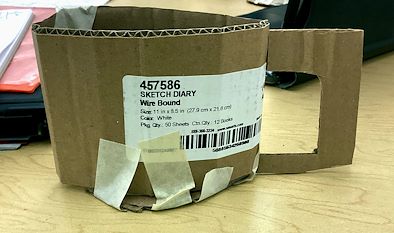 457586
SKETCH DIARY
Wire Bound
Size: 11 in x 8.5 in (27.9 cm x 21.6 cm)
Color: White
Pkg. Qty.: 50 Sheets Ctn Qty.: 12 Books